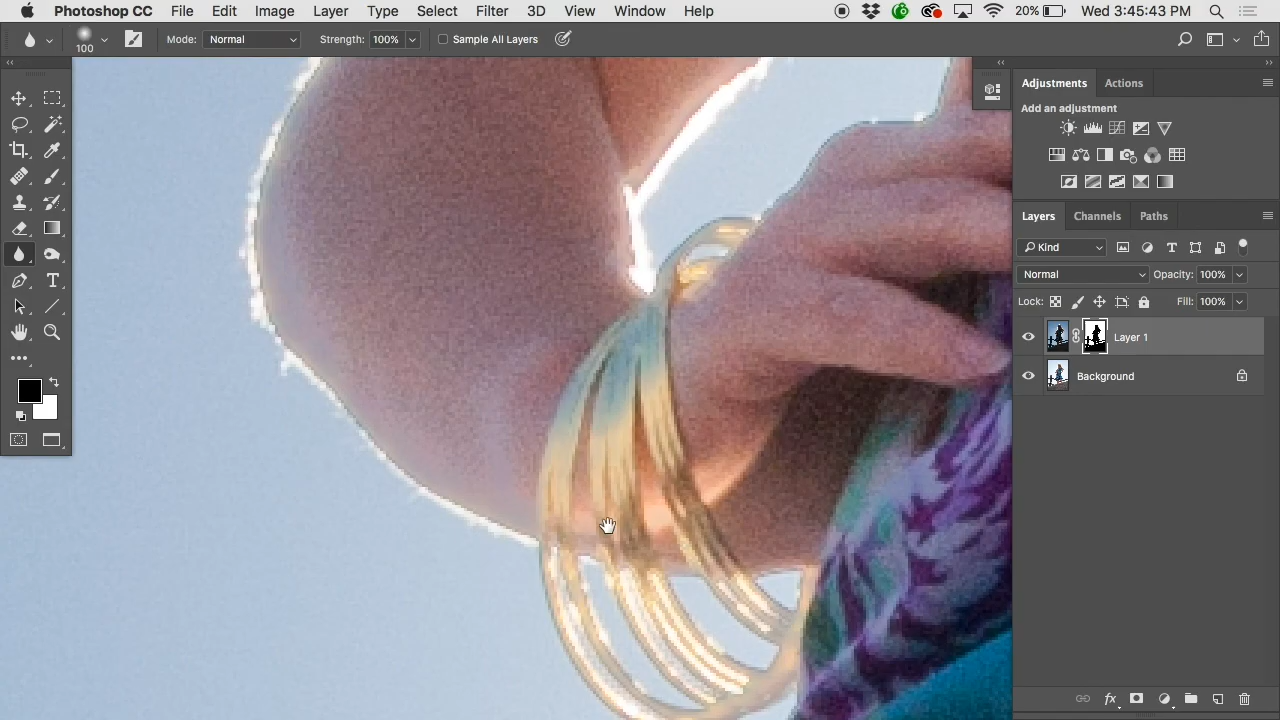 Photoshop CC File Edit Image Layer Type Select Filter 3D View Window Help 20% Wed 3:45:43 PM
100 Mode: Normal Strength: 100% Sample All Layers
Adjustments Actions
Add an adjustment
Layers Channels Paths
Kind
Normal Opacity: 100%
Lock: Fill: 100%
Layer 1
Background